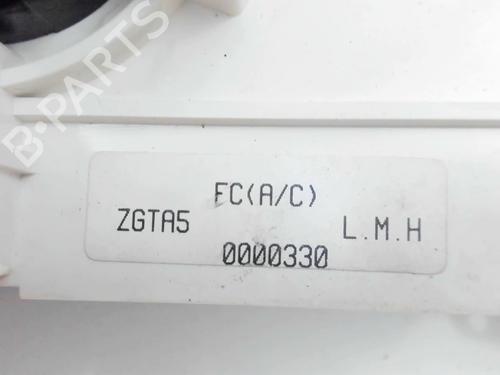 B-PARTS
FC(A/C)
ZGTA5 L.M.H
0000330